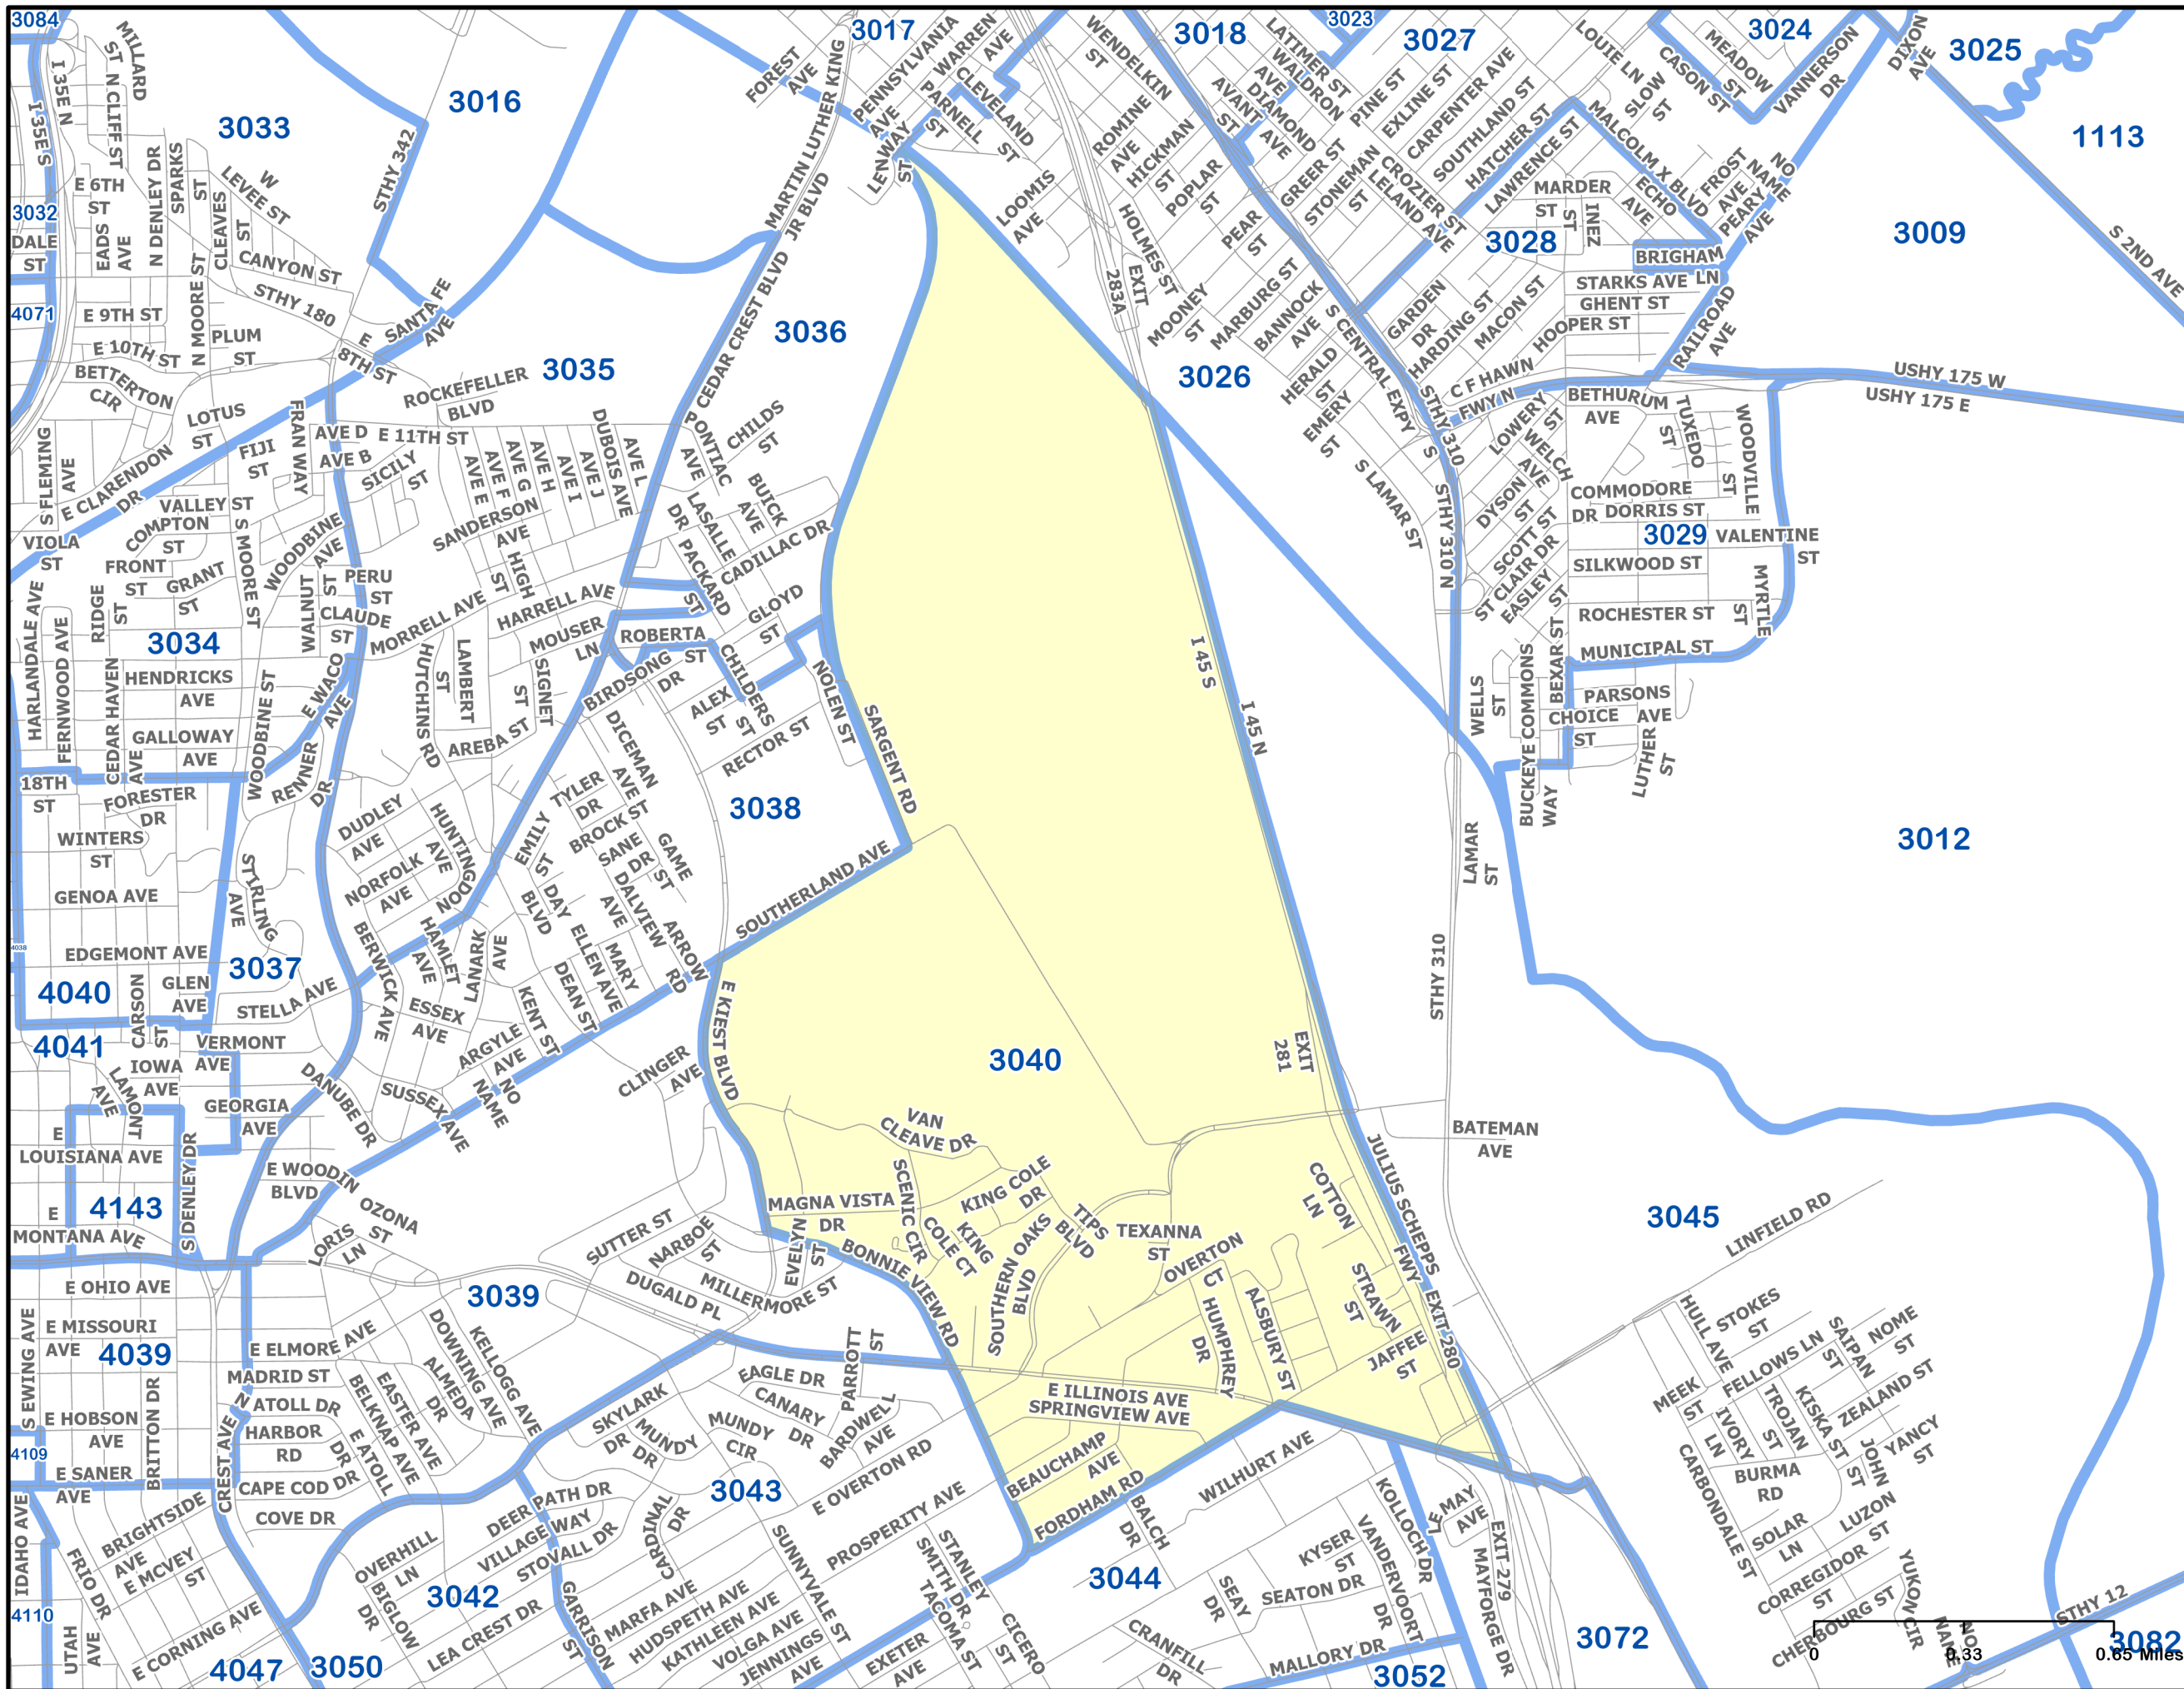 3084
3017
3018
3023
3027
3024
3025
1113
3016
3033
3032
4071
3036
3035
3026
3028
3009
3029
3034
3038
3012
3037
4038
4040
4041
3040
4143
3045
3039
4039
4109
3043
3042
3044
4110
4047
3050
3052
3072
3082
MILLARD ST
N CLIFF ST
I 35E N
I 35E S
E 6TH ST
DALE ST
EADS AVE
N DENLEY DR
SPARKS ST
W LEVEE ST
CLEAVES ST
CANYON ST
STHY 180
STHY 342
E 9TH ST
N MOORE ST
PLUM ST
E 10TH ST
BETTERTON CIR
E 8TH ST
SANTA FE AVE
ROCKEFELLER BLVD
LOTUS ST
FIJI ST
FRAN WAY
AVE D
E 11TH ST
AVE B
SICILY ST
AVE E
AVE F
AVE G
AVE H
AVE I
AVE J
DUBOIS AVE
AVE L
S FLEMING AVE
E CLARENDON DR
VALLEY ST
COMPTON ST
VIOLA ST
FRONT ST
GRANT ST
S MOORE ST
WOODBINE AVE
SANDERSON AVE
HIGH ST
PERU ST
WALNUT ST
CLAUDE ST
MORRELL AVE
HARRELL AVE
MOUSER LN
HARLANDALE AVE
FERNWOOD AVE
RIDGE ST
CEDAR HAVEN AVE
HENDRICKS AVE
GALLOWAY AVE
18TH ST
FORESTER DR
WINTERS ST
GENOA AVE
EDGEMONT AVE
WOODBINE ST
E WACO AVE
RENNER DR
HUTCHINS RD
LAMBERT ST
SIGNET ST
AREBA ST
BIRDSONG DR
ROBERTA ST
ALEX ST
CHILDERS ST
RECTOR ST
NOLEN ST
SARGENT RD
GLOYD ST
PACKARD ST
LASALLE DR
CADILLAC DR
BUICK AVE
PONTIAC AVE
CHILDS ST
P CEDAR CREST BLVD
MARTIN LUTHER KING JR BLVD
FOREST AVE
PENNSYLVANIA AVE
WARREN AVE
PARNELL ST
CLEVELAND ST
LENWAY ST
LOOMIS AVE
WENDELKIN ST
ROMINE AVE
HICKMAN ST
POPLAR ST
HOLMES ST
EXIT 283A
PEAR ST
MOONEY ST
MARBURG ST
BANNOCK AVE
HERALD ST
EMERY ST
S LAMAR ST
S CENTRAL EXPY
LATIMER ST
WALDRON AVE
DIAMOND AVE
AVANT ST
PINE ST
EXLINE ST
CARPENTER AVE
SOUTHLAND ST
HATCHER ST
GREER ST
STONEMAN ST
CROZIER ST
LELAND AVE
LAWRENCE ST
LOUIE LN
SLOW ST
CASON ST
MEADOW ST
VANNERSON DR
DIXON AVE
MALCOLM X BLVD
MARDER ST
INEZ ST
ECHO AVE
FROST AVE
NO NAME
PEARY AVE
BRIGHAM LN
STARKS AVE
GHENT ST
HOOPER ST
GARDEN DR
HARDING ST
MACON ST
RAILROAD AVE
S 2ND AVE
USHY 175 W
USHY 175 E
C F HAWN FWY N
STHY 310 S
STHY 310 N
BETHURUM AVE
LOWERY ST
WELCH AVE
TUXEDO ST
WOODVILLE ST
COMMODORE DR
DORRIS ST
DYSON ST
SCOTT ST
ST CLAIR DR
EASLEY ST
VALENTINE ST
SILKWOOD ST
ROCHESTER ST
MYRTLE ST
MUNICIPAL ST
BEXAR ST
PARSONS AVE
CHOICE ST
LUTHER ST
WELLS ST
BUCKEYE COMMONS WAY
LAMAR ST
STHY 310
I 45 S
I 45 N
DUDLEY AVE
HUNTINGDON AVE
NORFOLK AVE
EMILY ST
TYLER DR
DICEMAN AVE
BROCK ST
SANE DR
GAME ST
SOUTHERLAND AVE
STIRLING AVE
BERWICK AVE
HAMLET AVE
LANARK AVE
DAY BLVD
ELLEN AVE
DALVIEW AVE
ARROW RD
MARY
DEAN ST
KENT ST
ESSEX AVE
ARGYLE AVE
NO NAME
SUSSEX AVE
STELLA AVE
GLEN AVE
CARSON ST
VERMONT AVE
IOWA AVE
LAMONT AVE
GEORGIA AVE
DANUBE DR
E LOUISIANA AVE
S DENLEY DR
E WOODIN BLVD
E MONTANA AVE
OZONA ST
LORIS LN
CLINGER AVE
E KIEST BLVD
VAN CLEAVE DR
SCENIC CIR
MAGNA VISTA DR
KING COLE DR
KING COLE CT
TIPS BLVD
SOUTHERN OAKS BLVD
TEXANNA ST
OVERTON CT
COTTON LN
EXIT 281
BATEMAN AVE
JULIUS SCHEPPS FWY
EXIT 280
STRAWN ST
JAFFEE ST
ALSBURY ST
HUMPHREY DR
E ILLINOIS AVE
SPRINGVIEW AVE
BEAUCHAMP AVE
FORDHAM RD
BONNIE VIEW RD
EVELYN ST
SUTTER ST
NARBOE ST
DUGALD PL
MILLERMORE ST
E OHIO AVE
E MISSOURI AVE
S EWING AVE
E ELMORE AVE
MADRID ST
N ATOLL DR
E HOBSON AVE
HARBOR RD
E ATOLL DR
BRITTON DR
CREST AVE
E SANER AVE
CAPE COD DR
COVE DR
BELKNAP AVE
EASTER AVE
ALMEDA DR
DOWNING AVE
KELLOGG AVE
SKYLARK DR
MUNDY DR
MUNDY CIR
EAGLE DR
CANARY DR
PARROTT ST
BARDWELL AVE
E OVERTON RD
PROSPERITY AVE
IDAHO AVE
BRIGHTSIDE AVE
E MCVEY ST
FRIO DR
UTAH AVE
E CORNING AVE
OVERHILL LN
BIGLOW DR
DEER PATH DR
VILLAGE WAY
STOVALL DR
LEA CREST DR
GARRISON ST
CARDINAL DR
MARFA AVE
HUDSPETH AVE
KATHLEEN AVE
VOLGA AVE
JENNINGS AVE
SUNNYVALE ST
EXETER AVE
SMITH DR
TACOMA ST
STANLEY
CICERO ST
BALCH DR
WILHURT AVE
CRANFILL DR
SEAY DR
SEATON DR
KYSER ST
VANDERVOORT DR
KOLLOCH DR
MALLORY DR
LE MAY AVE
EXIT 279
MAYFORGE DR
LINFIELD RD
HULL AVE
STOKES ST
FELLOWS LN
SAIPAN ST
NOME ST
MEEK ST
IVORY LN
TROJAN ST
KISKA ST
ZEALAND ST
YANCY ST
JOHN ST
BURMA RD
CARBONDALE ST
SOLAR LN
LUZON ST
CORREGIDOR ST
CHERBOURG ST
YUKON CIR
NO NAME
STHY 12
0 0.33 0.65 Miles